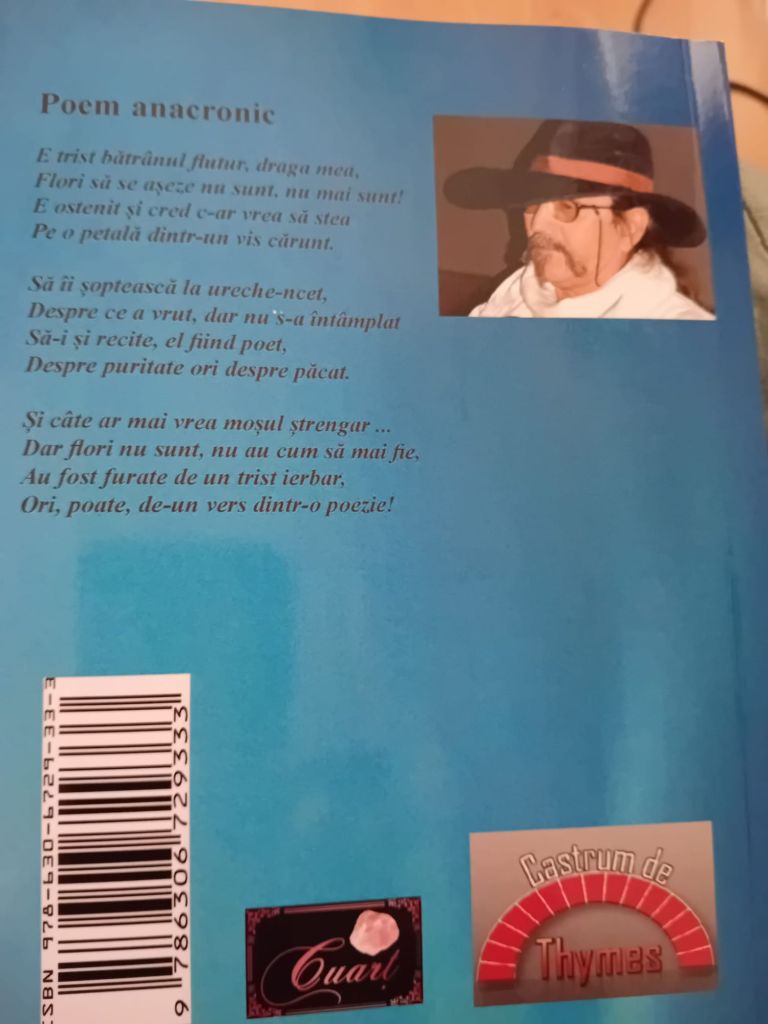 Poem anacronic
E trist bătrânul flutur, draga mea,
Flori să se așeze nu sunt, nu mai sunt!
E ostenit și cred c-ar vrea să stea
Pe o petală dintr-un vis cărunt.
Să îi șoptească la ureche-ncet,
Despre ce a vrut, dar nu s-a întâmplat
Să-i și recite, el fiind poet,
Despre puritate ori despre păcat.
Și câte ar mai vrea moșul ștrengar ...
Dar flori nu sunt, nu au cum să mai fie,
Au fost furate de un trist ierbar,
Ori, poate, de-un vers dintr-o poezie!
ISBN 978-630-6729-33-3
9 786306 729333
Cuarț
Castrum de
Thymes